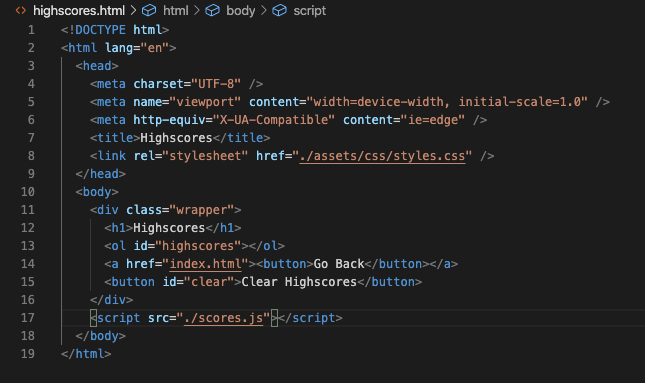 highscores.html > html > body > script
1 <!DOCTYPE html>
2 <html lang="en">
3   <head>
4     <meta charset="UTF-8" />
5     <meta name="viewport" content="width=device-width, initial-scale=1.0" />
6     <meta http-equiv="X-UA-Compatible" content="ie=edge" />
7     <title>Highscores</title>
8     <link rel="stylesheet" href="./assets/css/styles.css" />
9   </head>
10   <body>
11     <div class="wrapper">
12       <h1>Highscores</h1>
13       <ol id="highscores"></ol>
14       <a href="index.html"><button>Go Back</button></a>
15       <button id="clear">Clear Highscores</button>
16     </div>
17     <script src="./scores.js"></script>
18   </body>
19 </html>